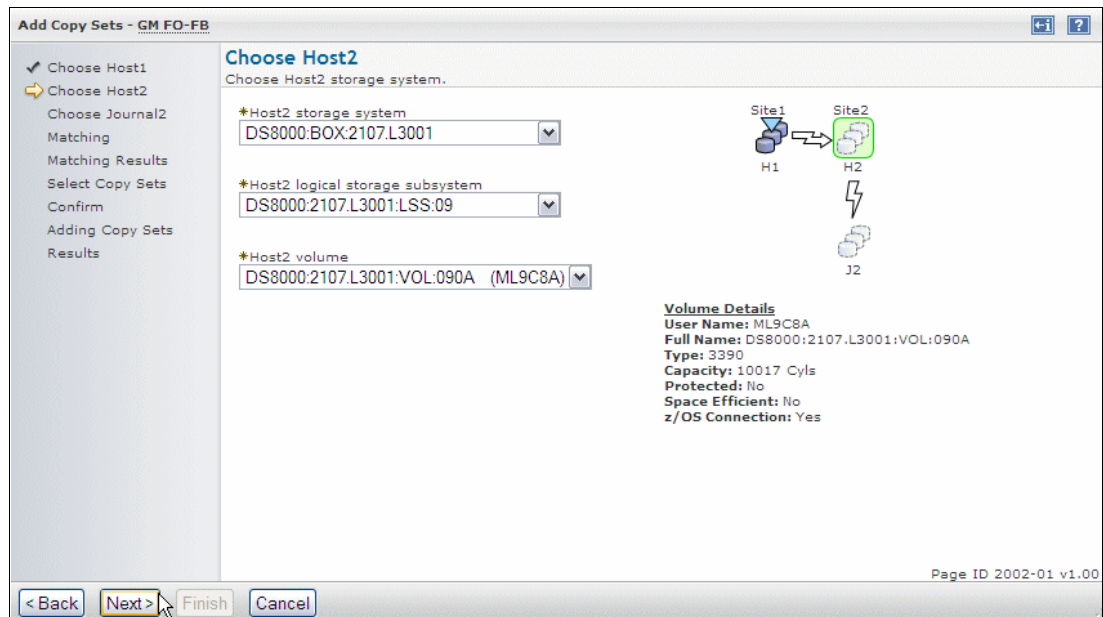 Add Copy Sets - GM FO-FB
?
Choose Host1
Choose Host2
Choose Journal2
Matching
Matching Results
Select Copy Sets
Confirm
Adding Copy Sets
Results
Choose Host2
Choose Host2 storage system.
*Host2 storage system
DS8000:BOX:2107.L3001
*Host2 logical storage subsystem
DS8000:2107.L3001:LSS:09
*Host2 volume
DS8000:2107.L3001:VOL:090A (ML9C8A)
Site1 Site2
H1 H2
J2
Volume Details
User Name: ML9C8A
Full Name: DS8000:2107.L3001:VOL:090A
Type: 3390
Capacity: 10017 Cyls
Protected: No
Space Efficient: No
z/OS Connection: Yes
Page ID 2002-01 v1.00
< Back Next > Finish Cancel